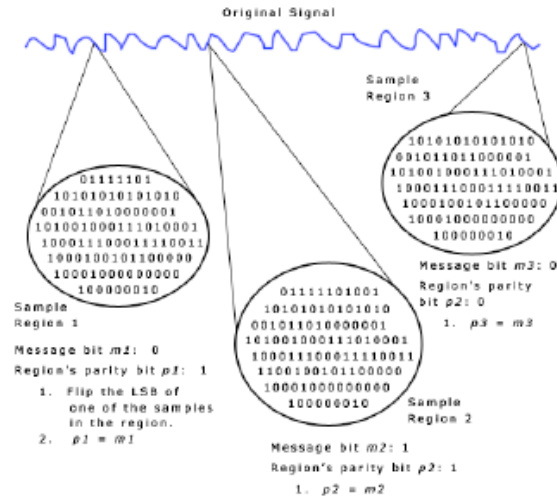 Original Signal
Sample
Region 3
10101010101010
001011011000001
101001000111010001
1000111000111110011
1000100101100000
10001000000000
100000010
Message bit m3: 0
Region's parity
bit p2: 0
1. p3 = m3
01111101
10101010101010
0010110100000001
101001000111010001
10001110001111100011
1000100101100000
10001000000000
100000010
Sample
Region 1
Message bit m1: 0
Region's parity bit p1: 1
1. Flip the LSB of
one of the samples
in the region.
2. p1 = m1
01111101001
10101010101010
0010110100000001
101001000111010001
10001110001111100011
1100100101100000
10001000000000
100000010
Sample
Region 2
Message bit m2: 1
Region's parity bit p2: 1
1. p2 = m2